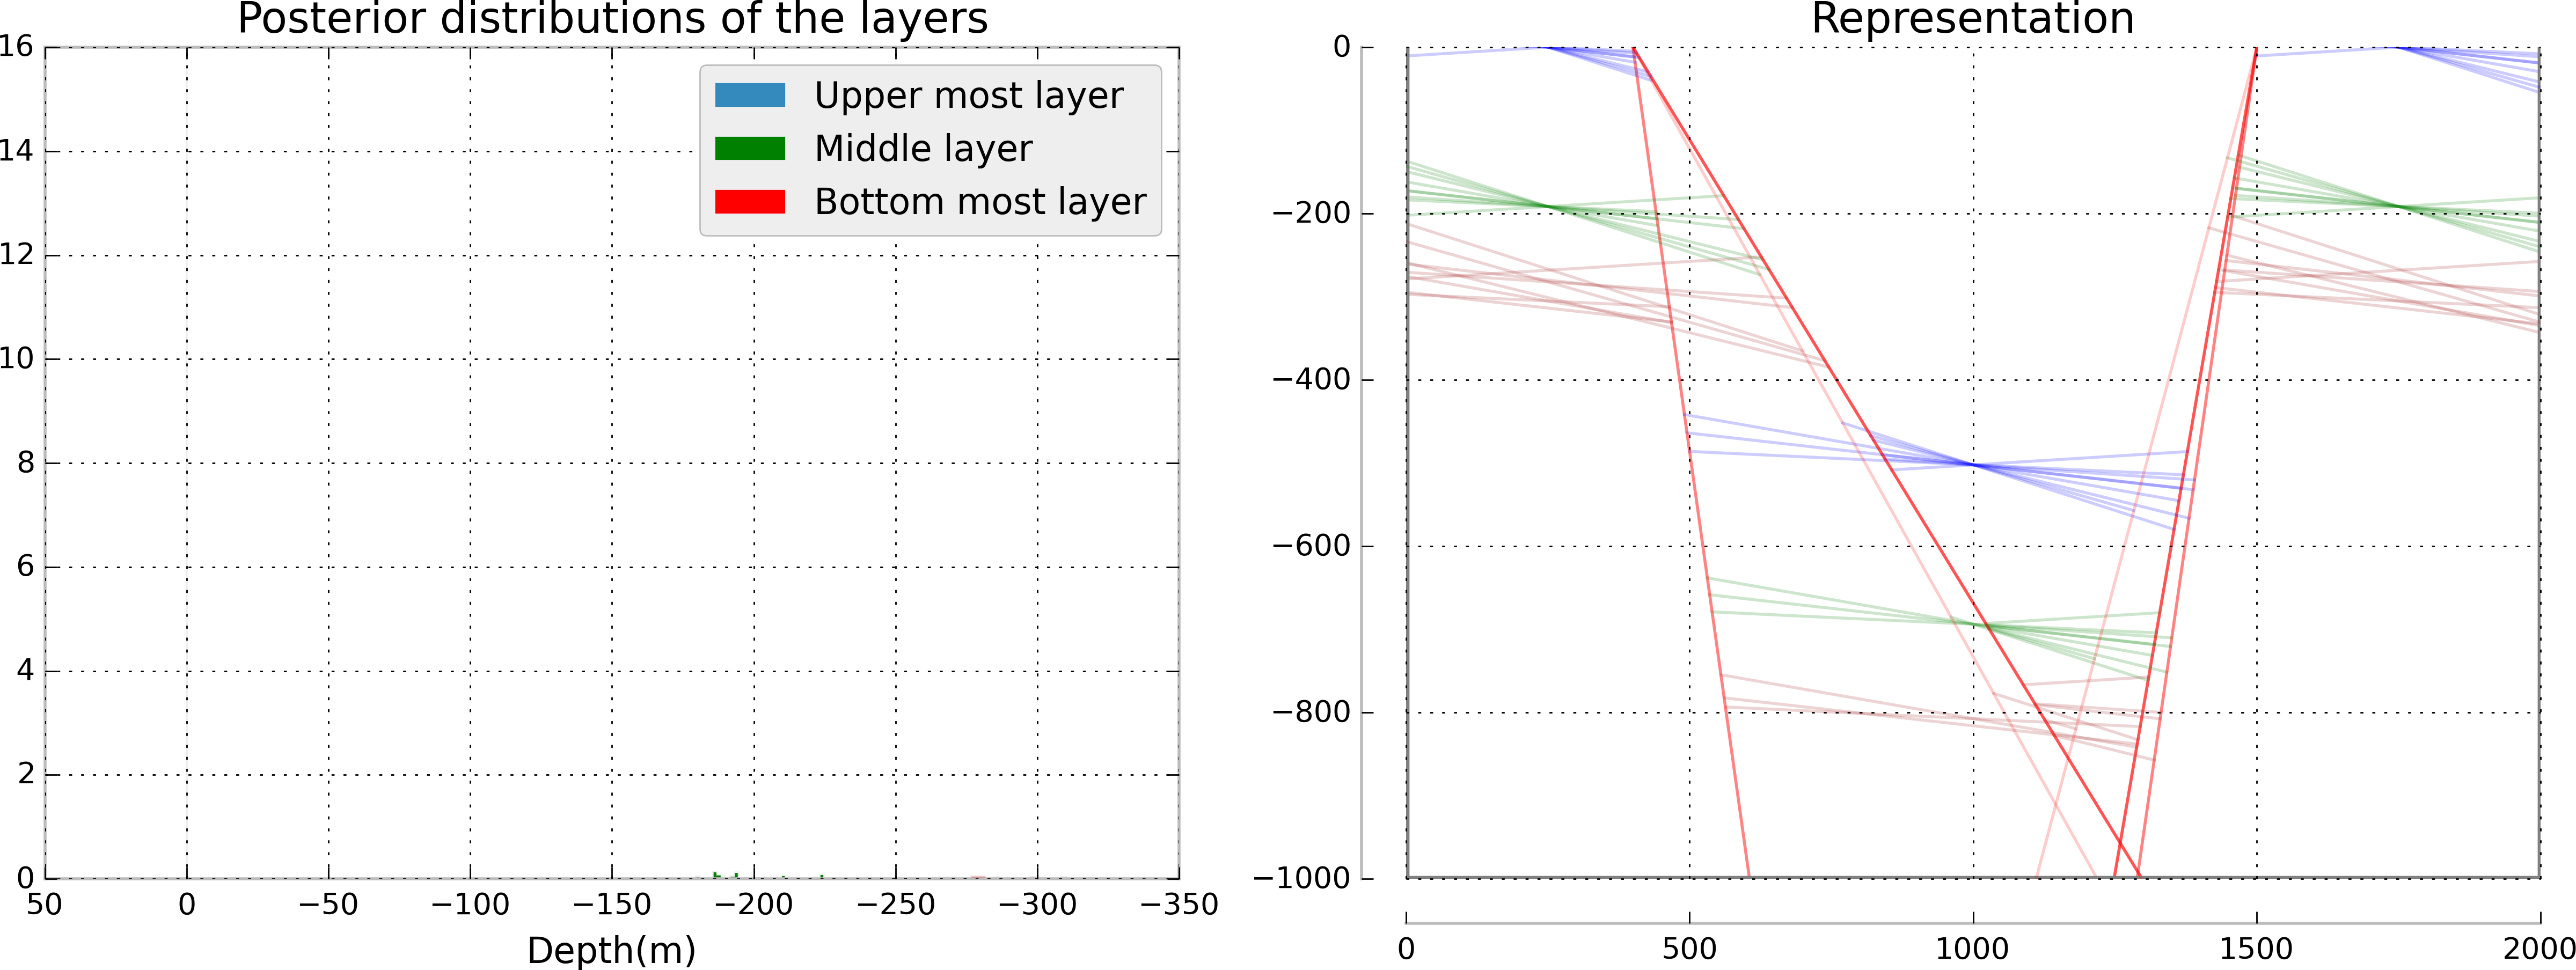 Posterior distributions of the layers
16
14
12
10
8
6
4
2
0
50 0 −50 −100 −150 −200 −250 −300 −350
Depth(m)
Upper most layer
Middle layer
Bottom most layer
Representation
0
−200
−400
−600
−800
−1000
0 500 1000 1500 2000